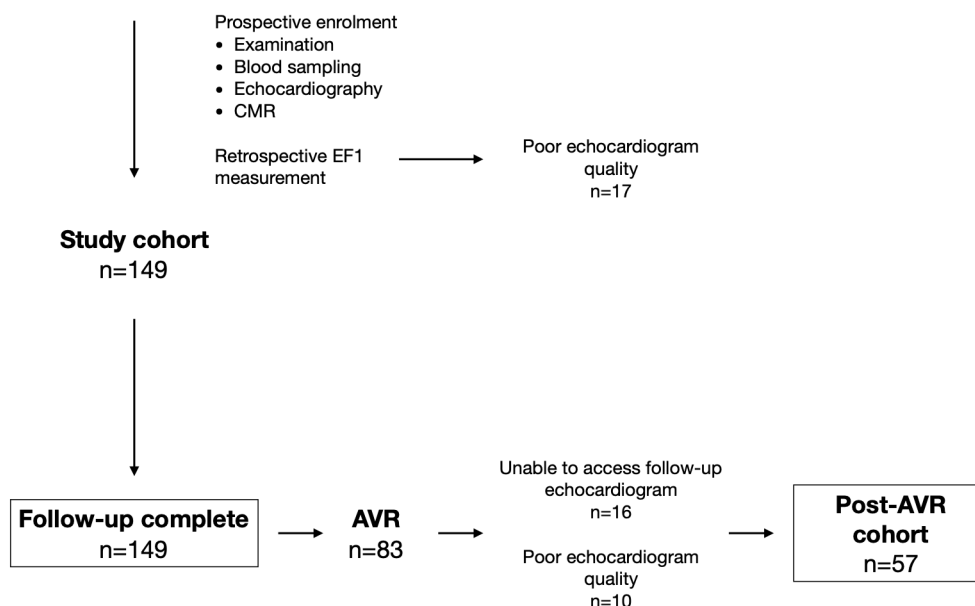 Prospective enrolment
• Examination
• Blood sampling
• Echocardiography
• CMR
Retrospective EF1
measurement
Poor echocardiogram
quality
n=17
Study cohort
n=149
Follow-up complete
n=149
AVR
n=83
Unable to access follow-up
echocardiogram
n=16
Poor echocardiogram
quality
n=10
Post-AVR
cohort
n=57